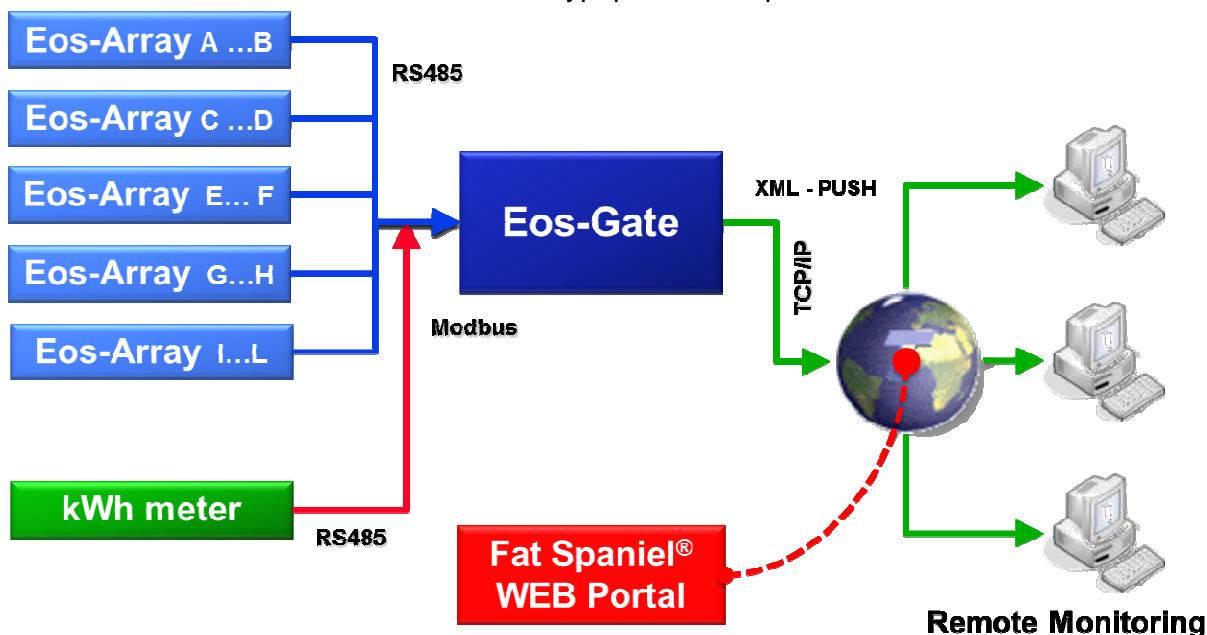 Eos-Array A ...B
RS485
Eos-Array C ...D
Eos-Array E... F
Eos-Array G...H
Eos-Array I...L
Eos-Gate
XML - PUSH
TCP/IP
Modbus
kWh meter
RS485
Fat Spaniel®
WEB Portal
Remote Monitoring